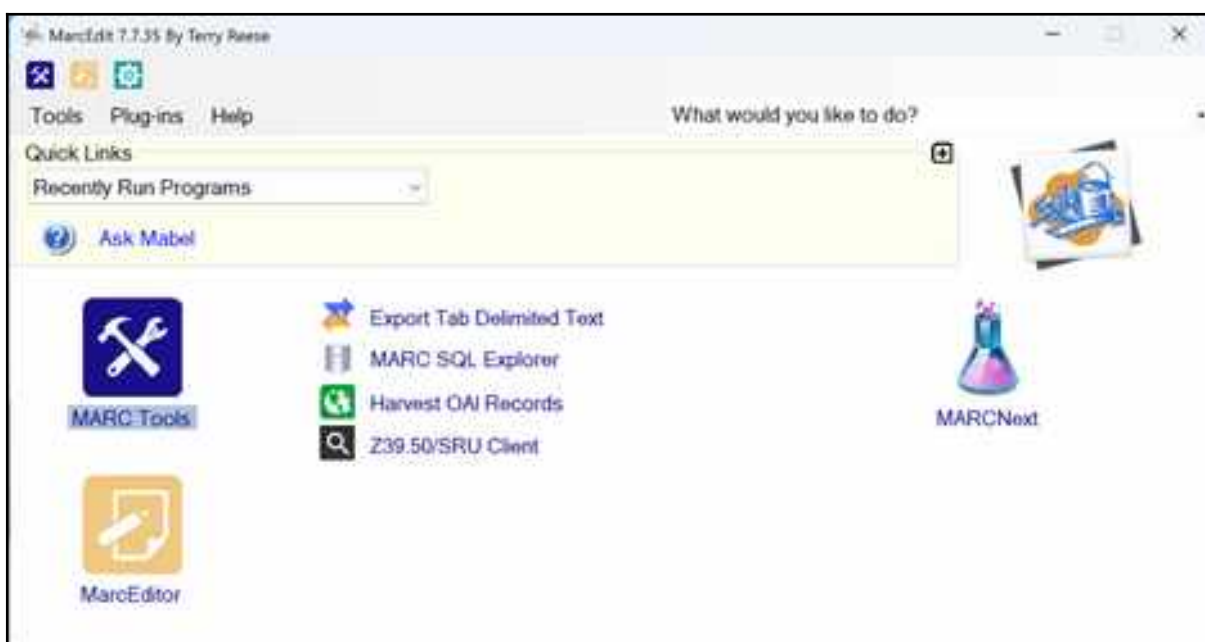 MarcEdit 7.7.35 By Terry Reese
Tools Plug-ins Help What would you like to do?
Quick Links
Recently Run Programs
Ask Mabel
Export Tab Delimited Text
MARC SQL Explorer
Harvest OAI Records
Z39.50/SRU Client
MARC Tools
MARCNext
MarcEditor